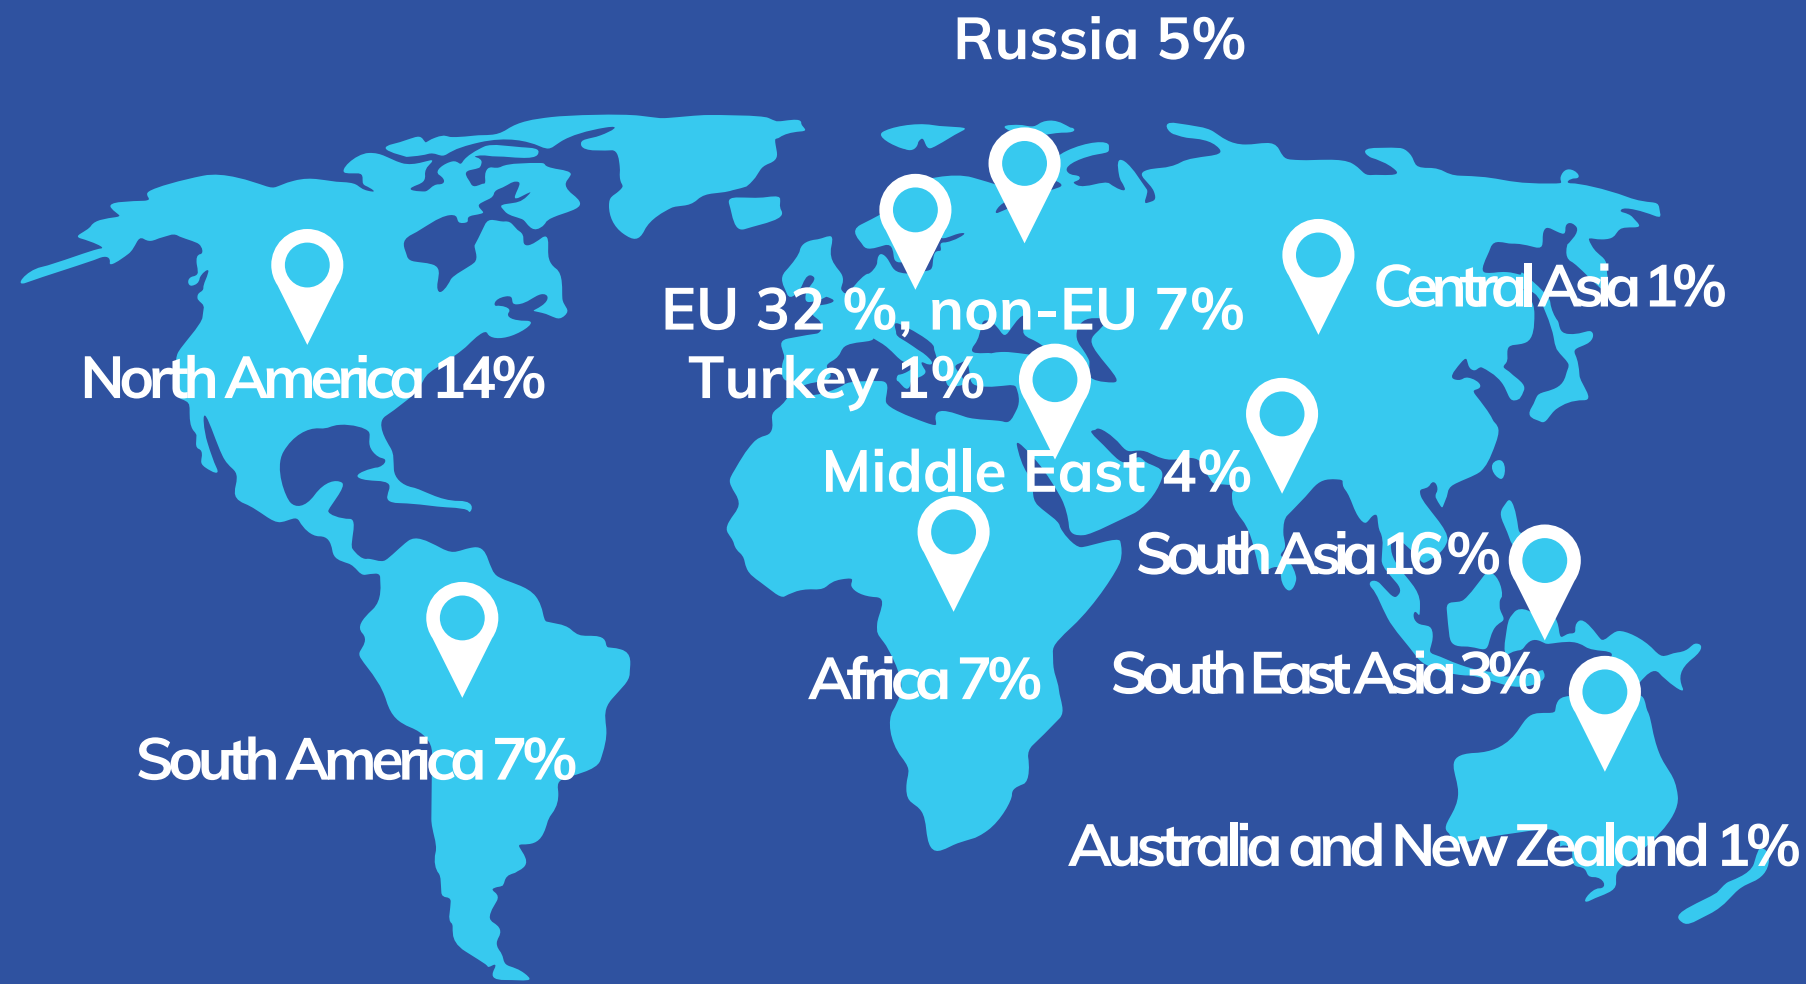 Russia 5%
Central Asia 1%
EU 32 %, non-EU 7%
North America 14%
Turkey 1%
Middle East 4%
South Asia 16%
Africa 7%
South East Asia 3%
South America 7%
Australia and New Zealand 1%